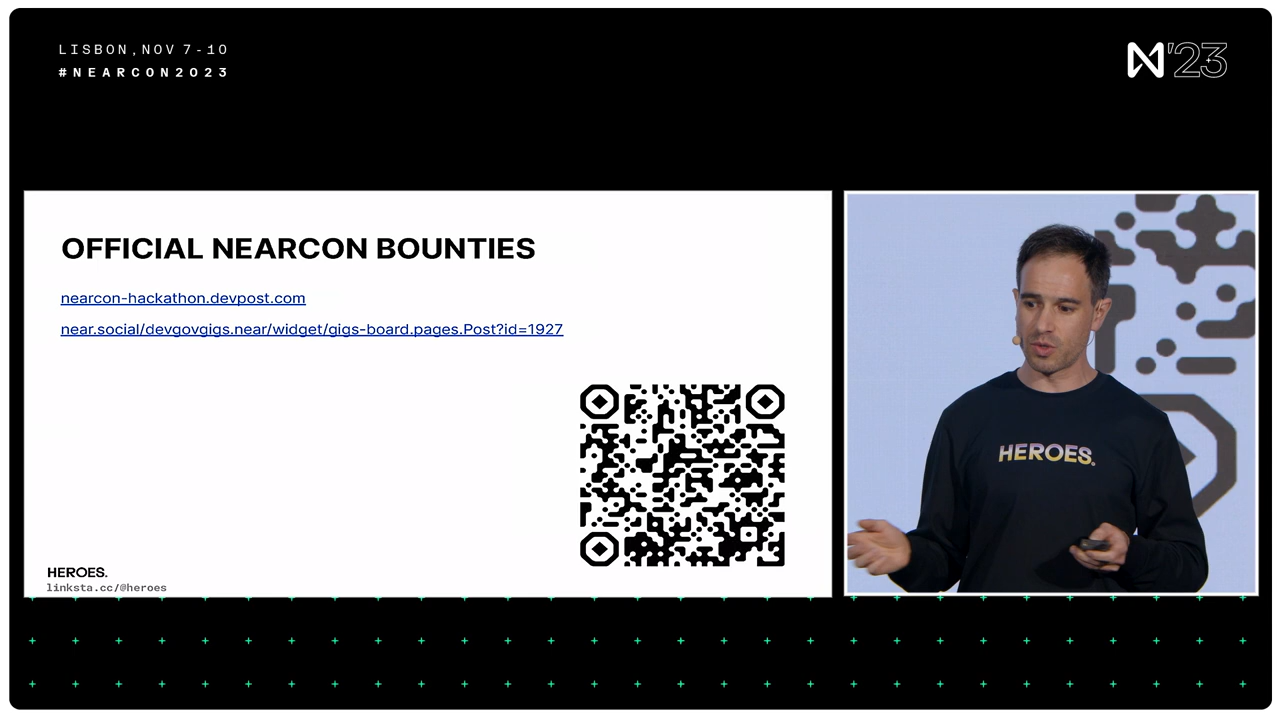 LISBON, NOV 7-10
#NEARCON2023
N'23
OFFICIAL NEARCON BOUNTIES
nearcon-hackathon.devpost.com
near.social/devgovgigs.near/widget/gigs-board.pages.Post?id=1927
HEROES.
linksta.cc/@heroes
HEROES.